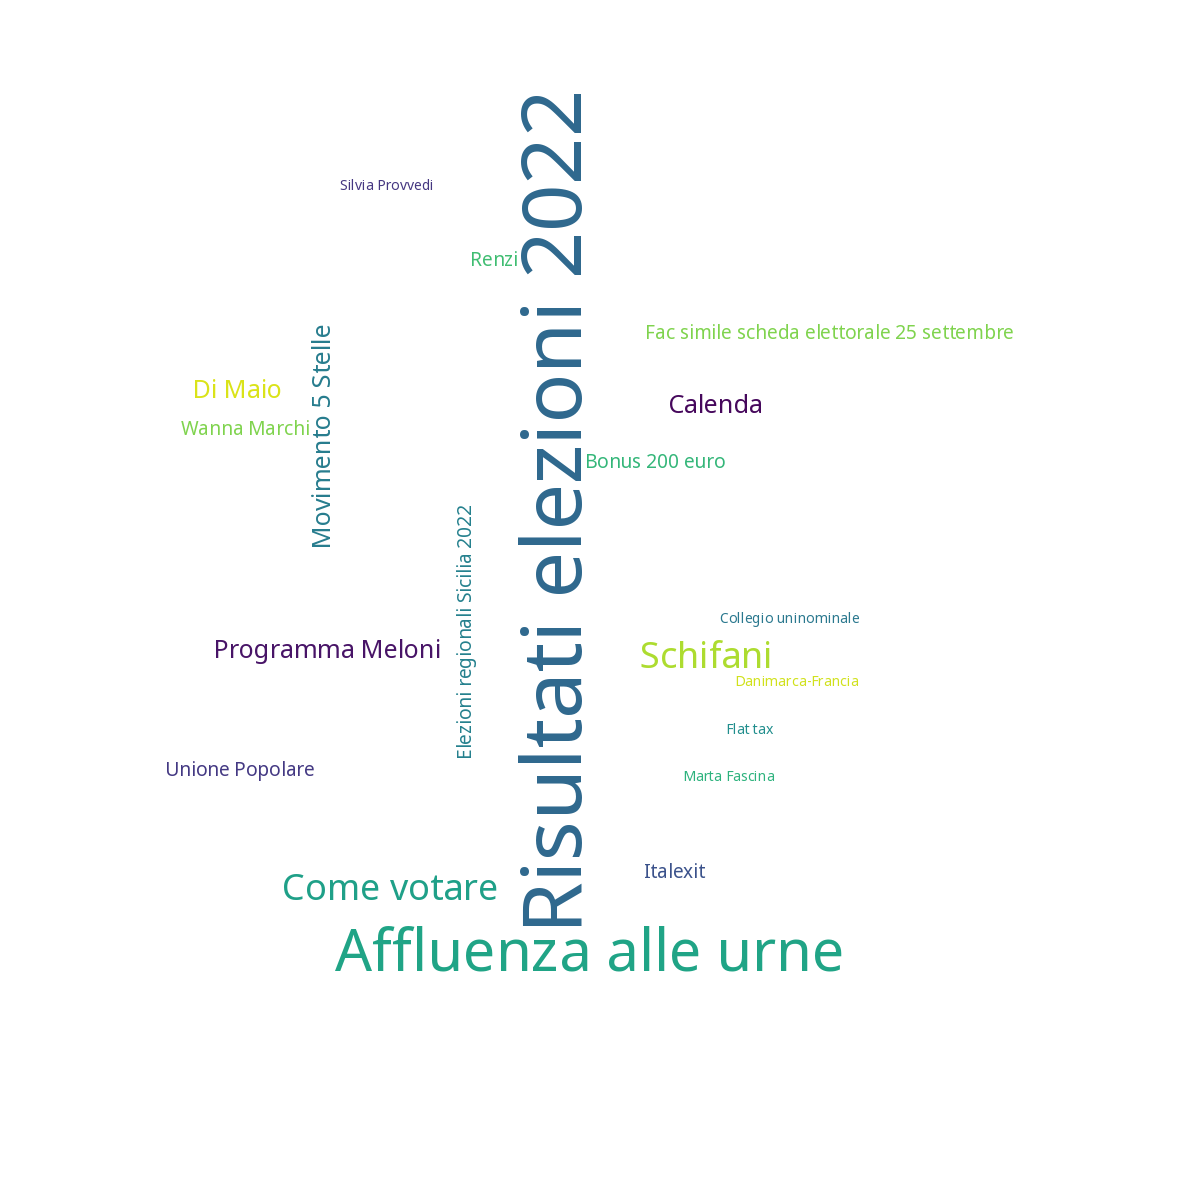 Risultati elezioni 2022
Silvia Provvedi
Renzi
Fac simile scheda elettorale 25 settembre
Movimento 5 Stelle
Di Maio
Calenda
Wanna Marchi
Bonus 200 euro
Elezioni regionali Sicilia 2022
Collegio uninominale
Programma Meloni
Schifani
Danimarca-Francia
Flat tax
Unione Popolare
Marta Fascina
Italexit
Come votare
Affluenza alle urne